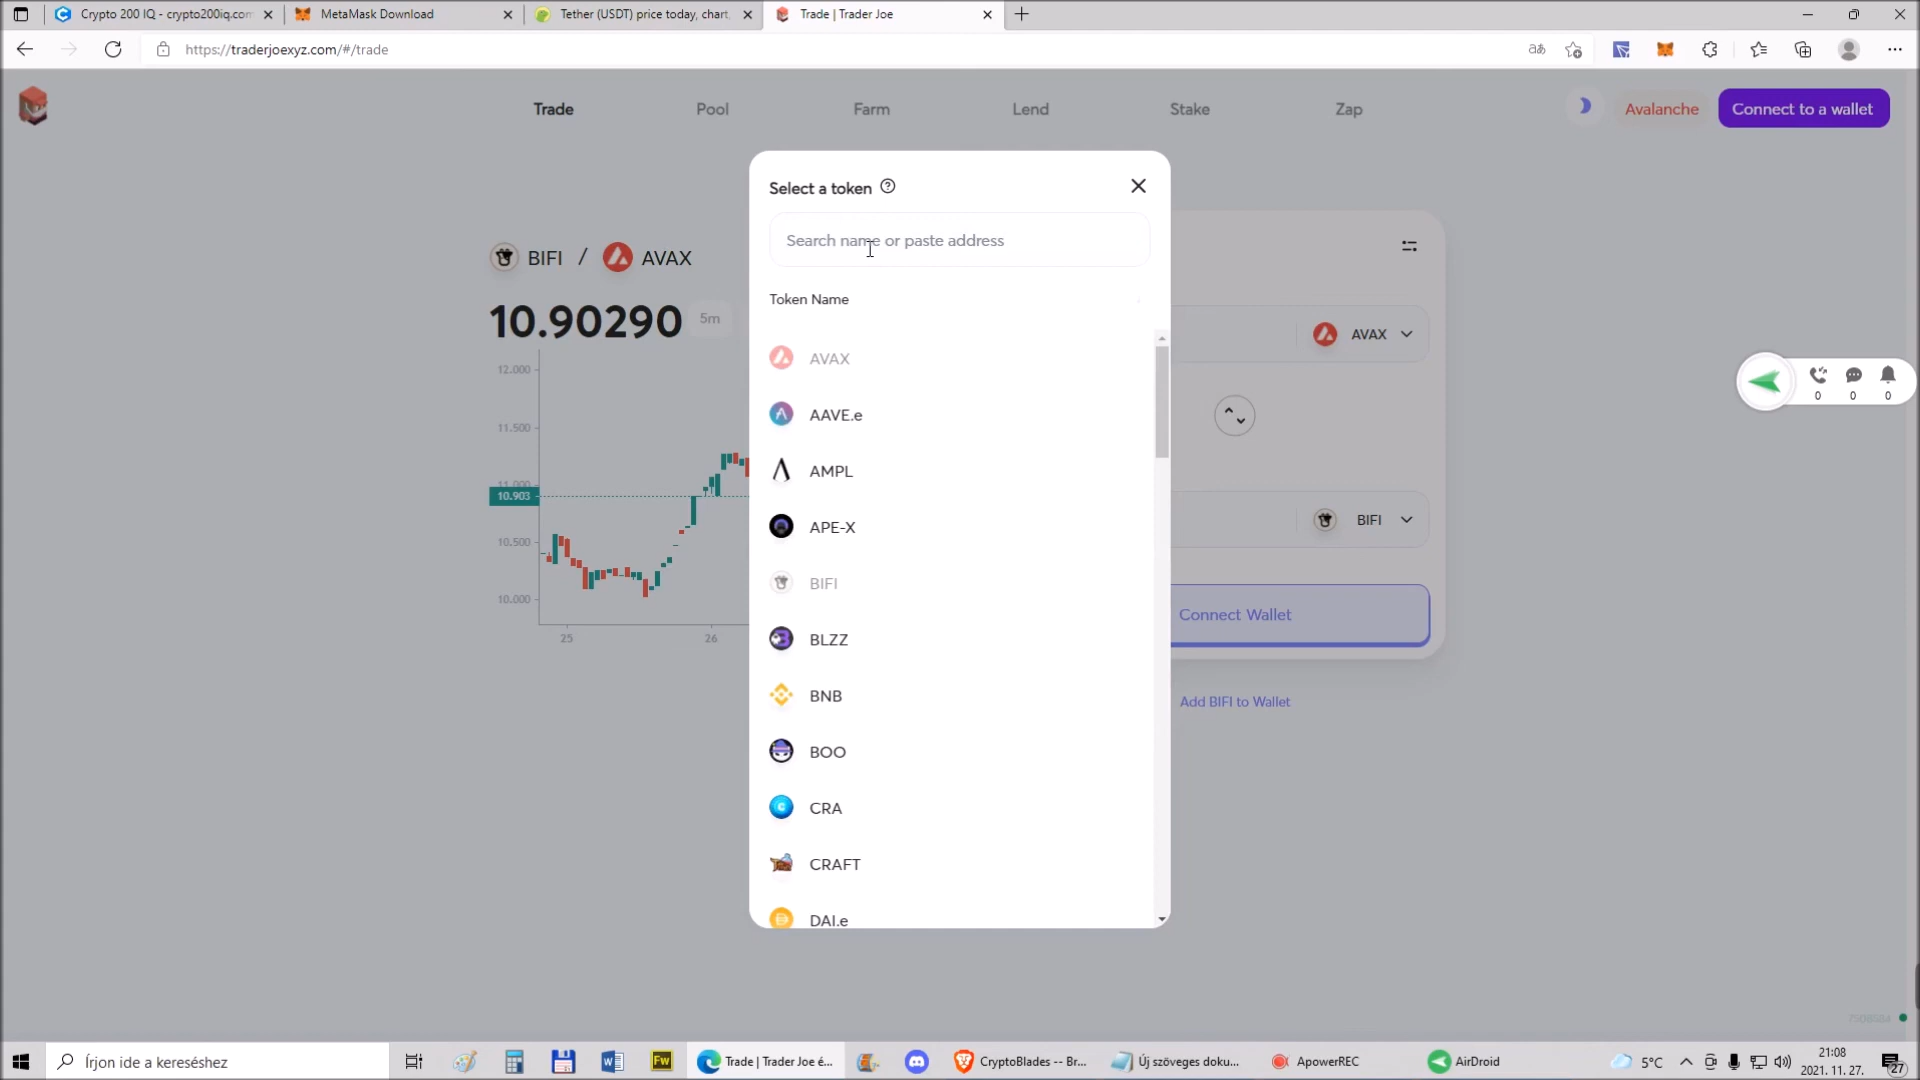 Crypto 200 IQ - crypto200iq.com
MetaMask Download
Tether (USDT) price today, chart,
Trade | Trader Joe
https://traderjoexyz.com/#/trade
Trade
Pool
Farm
Lend
Stake
Zap
Avalanche
Connect to a wallet
Select a token
Search name or paste address
Token Name
AVAX
AAVE.e
AMPL
APE-X
BIFI
BLZZ
BNB
BOO
CRA
CRAFT
DAI.e
BIFI / AVAX
10.90290 5m
12.000
11.500
10.903
10.500
10.000
25
26
AVAX
BIFI
Connect Wallet
Add BIFI to Wallet
0
0
0
Írjon ide a kereséshez
Fw
Trade | Trader Joe é...
CryptoBlades -- Br...
Új szöveges doku...
ApowerREC
AirDroid
5°C
21:08
2021. 11. 27.
27